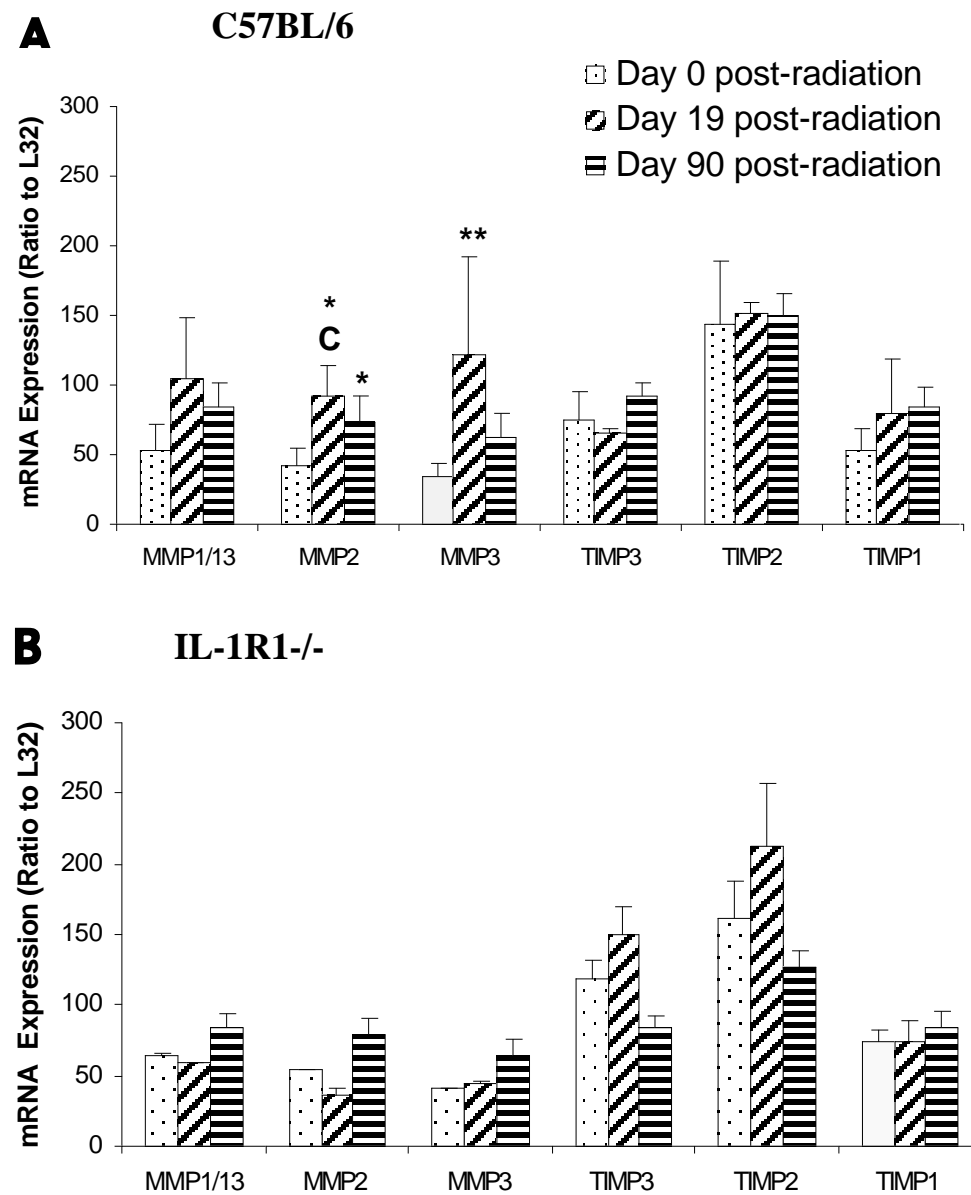 A C57BL/6
Day 0 post-radiation
Day 19 post-radiation
Day 90 post-radiation
mRNA Expression (Ratio to L32)
300
250
200
150
100
50
0
*
C
*
**
MMP1/13 MMP2 MMP3 TIMP3 TIMP2 TIMP1
B IL-1R1-/-
mRNA Expression (Ratio to L32)
300
250
200
150
100
50
0
MMP1/13 MMP2 MMP3 TIMP3 TIMP2 TIMP1